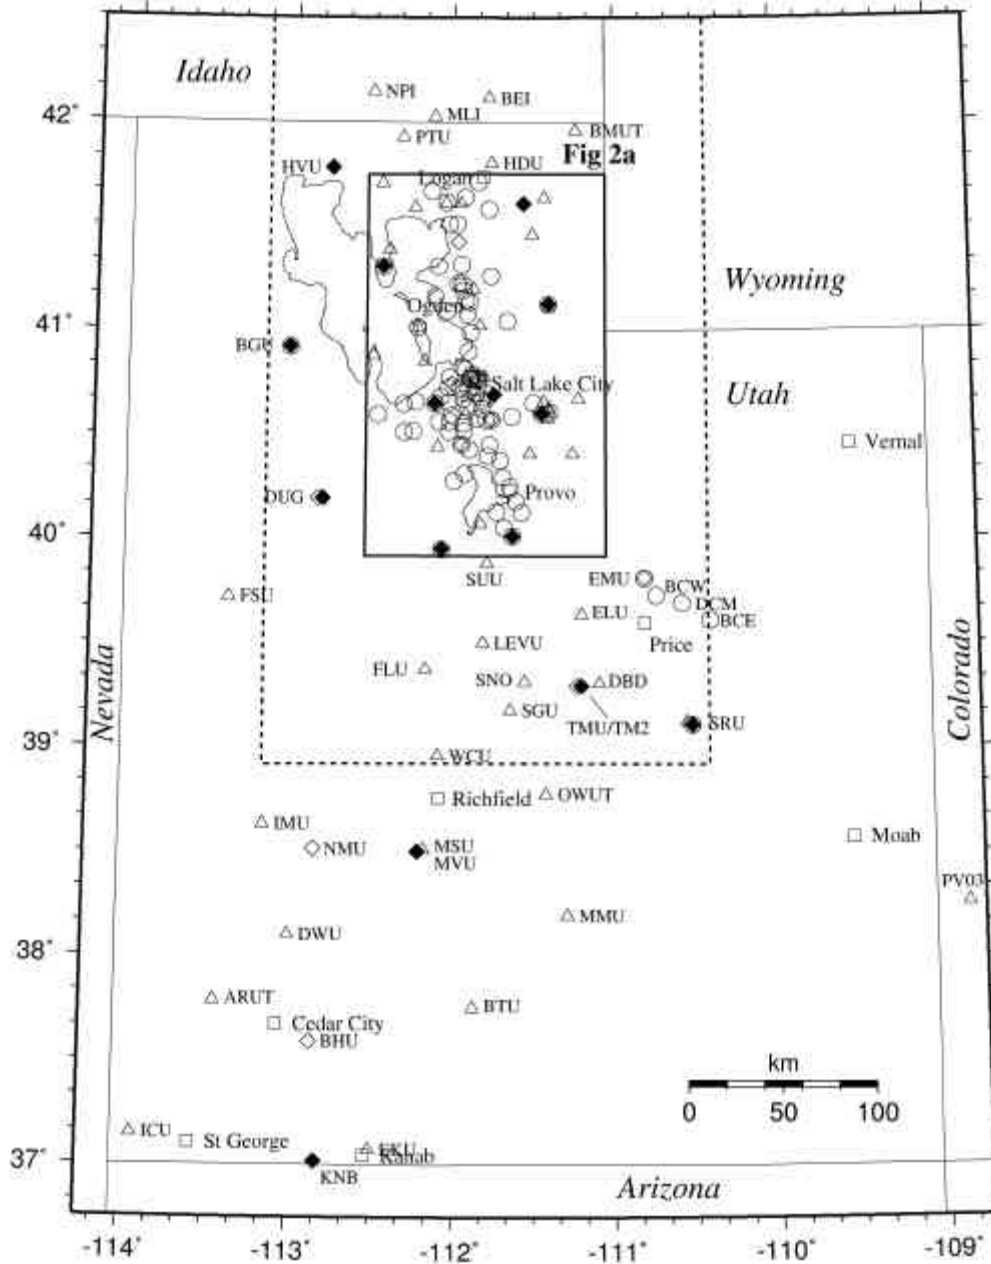 Idaho
NPI
BEI
42°
MLI
PTU
BMUT
Fig 2a
HVU
HDU
Logan
Wyoming
Ogden
41°
BGU
Salt Lake City
Utah
Vernal
DUG
Provo
40°
SUU
EMU
BCW
FSU
DCM
ELU
BCE
LEVU
Price
Nevada
Colorado
FLU
SNO
DBD
SGU
TMU/TM2
SRU
39°
WCU
Richfield
OWUT
IMU
NMU
MSU
MVU
Moab
PV03
MMU
DWU
38°
ARUT
BTU
Cedar City
BHU
km
0 50 100
ICU
St George
Kanab
37°
KNB
Arizona
-114° -113° -112° -111° -110° -109°